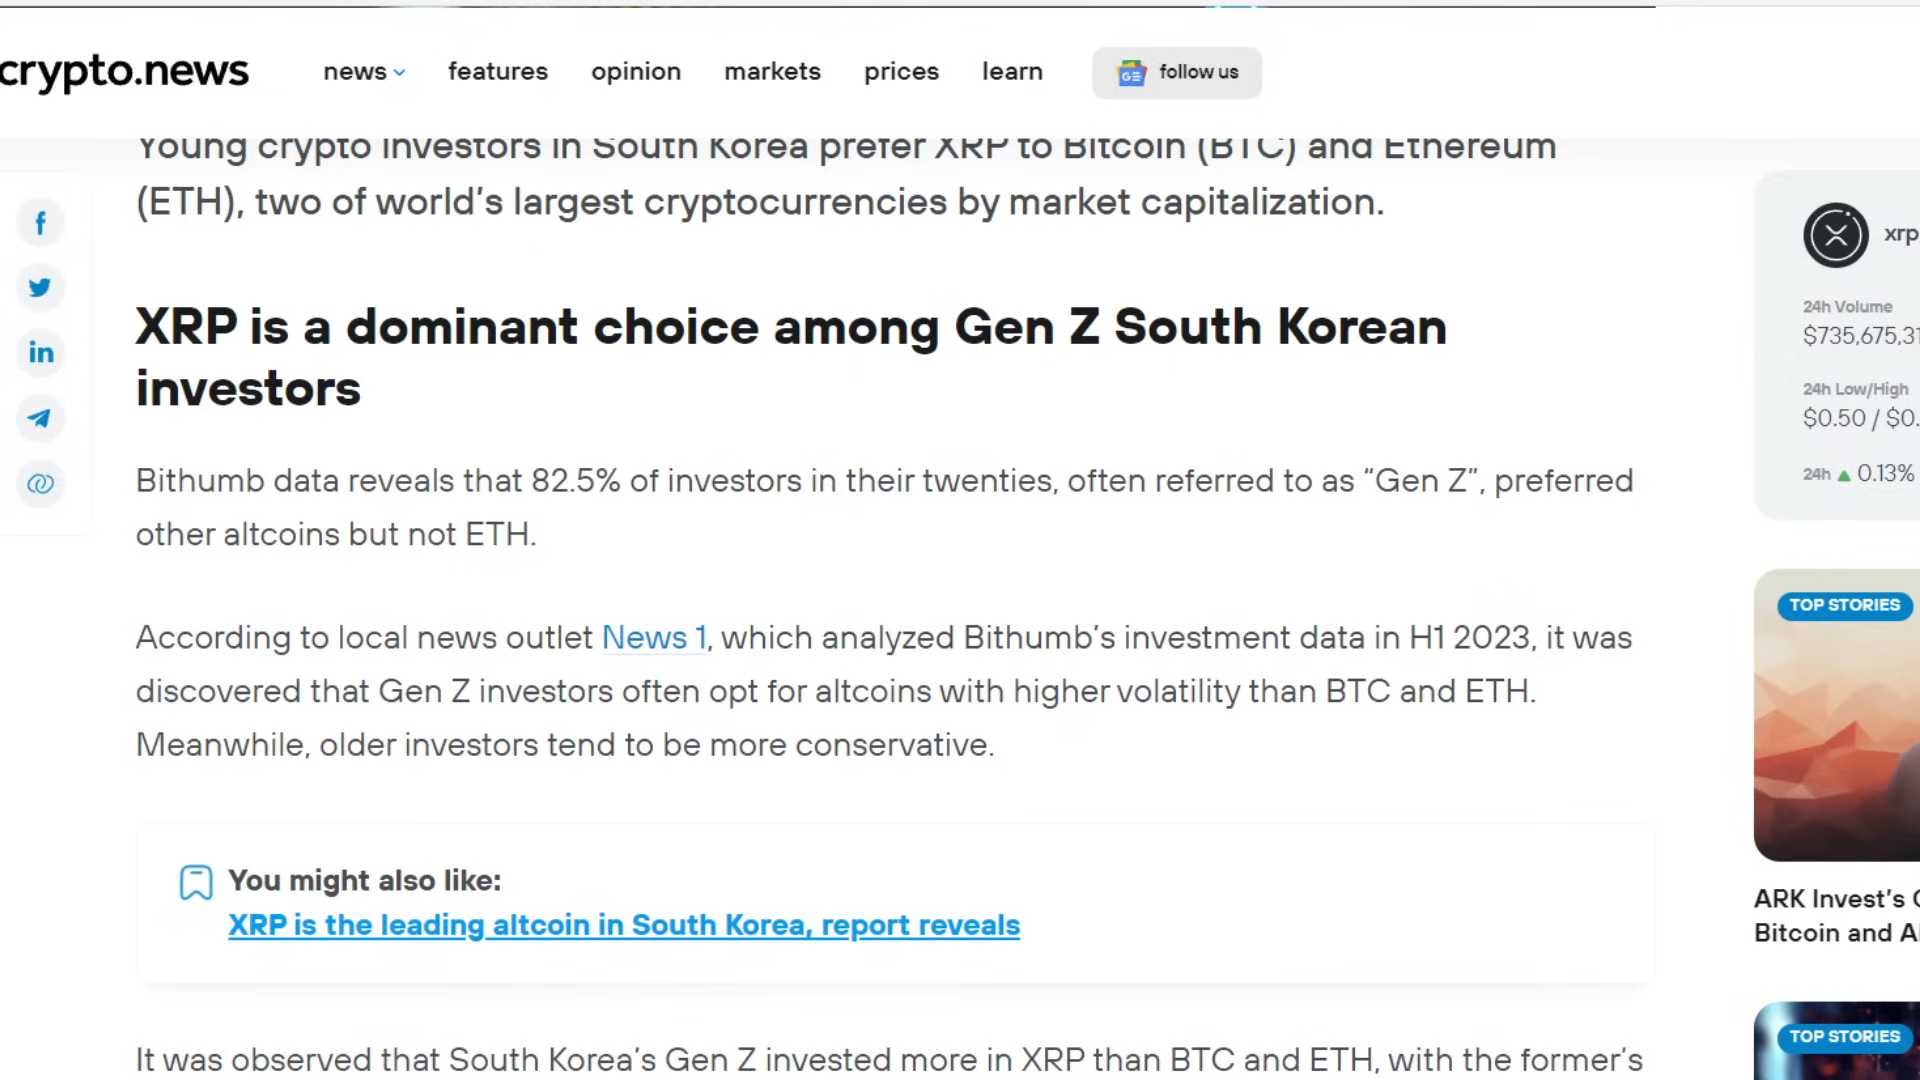 crypto.news
news
features
opinion
markets
prices
learn
GE
follow us
Young crypto investors in South Korea prefer XRP to Bitcoin (BTC) and Ethereum
(ETH), two of world's largest cryptocurrencies by market capitalization.
XRP is a dominant choice among Gen Z South Korean
investors
Bithumb data reveals that 82.5% of investors in their twenties, often referred to as “Gen Z”, preferred
other altcoins but not ETH.
According to local news outlet News 1, which analyzed Bithumb's investment data in H1 2023, it was
discovered that Gen Z investors often opt for altcoins with higher volatility than BTC and ETH.
Meanwhile, older investors tend to be more conservative.
You might also like:
XRP is the leading altcoin in South Korea, report reveals
It was observed that South Korea's Gen Z invested more in XRP than BTC and ETH, with the former's
xrp
24h Volume
$735,675,31
24h Low/High
$0.50 / $0.
24h 0.13%
TOP STORIES
ARK Invest's
Bitcoin and
TOP STORIES